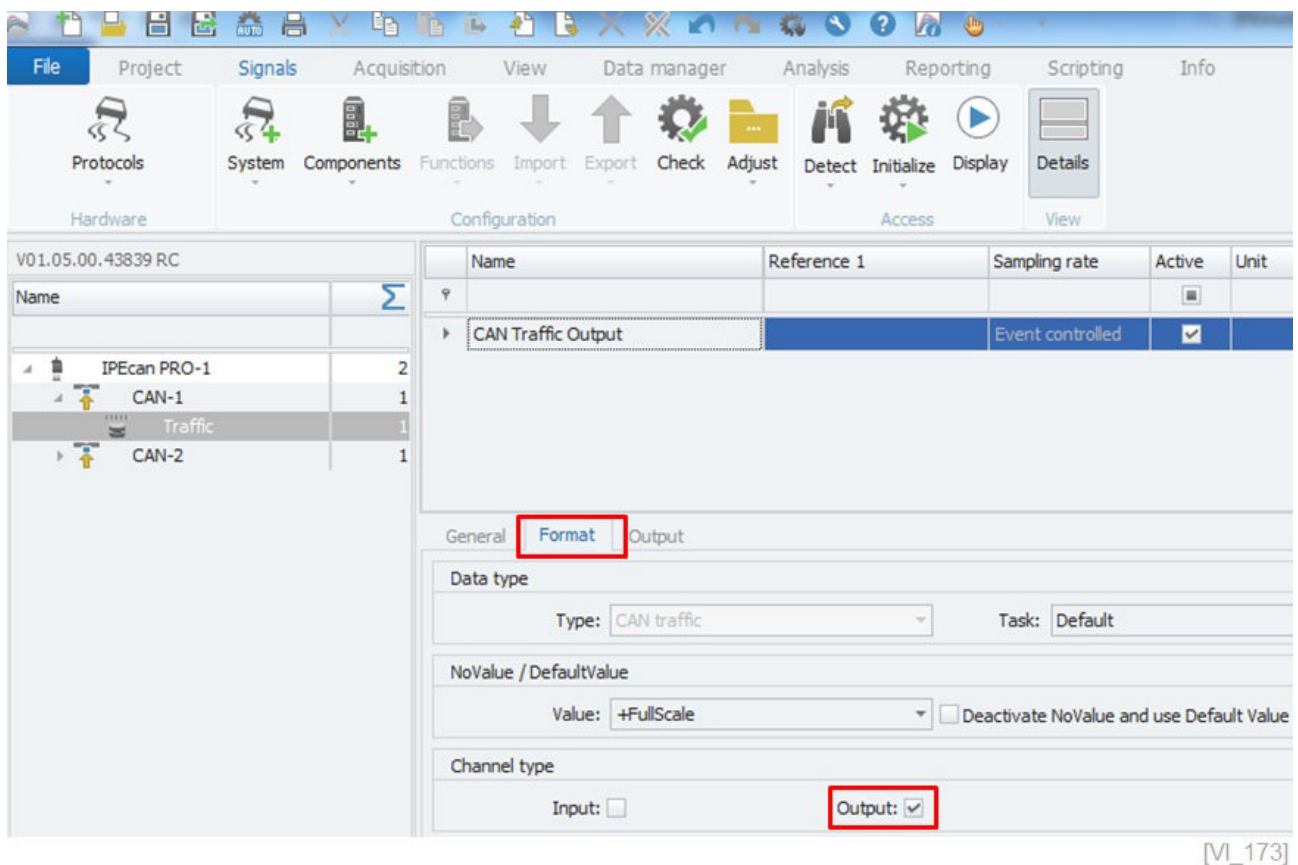 AUTO
File Project Signals Acquisition View Data manager Analysis Reporting Scripting Info
Protocols System Components Functions Import Export Check Adjust Detect Initialize Display Details
Hardware Configuration Access View
V01.05.00.43839 RC
Name Reference 1 Sampling rate Active Unit
Name Σ
CAN Traffic Output Event controlled
IPEcan PRO-1 2
CAN-1 1
Traffic 1
CAN-2 1
General Format Output
Data type
Type: CAN traffic Task: Default
NoValue / DefaultValue
Value: +FullScale Deactivate NoValue and use Default Value
Channel type
Input: Output:
[VI_173]